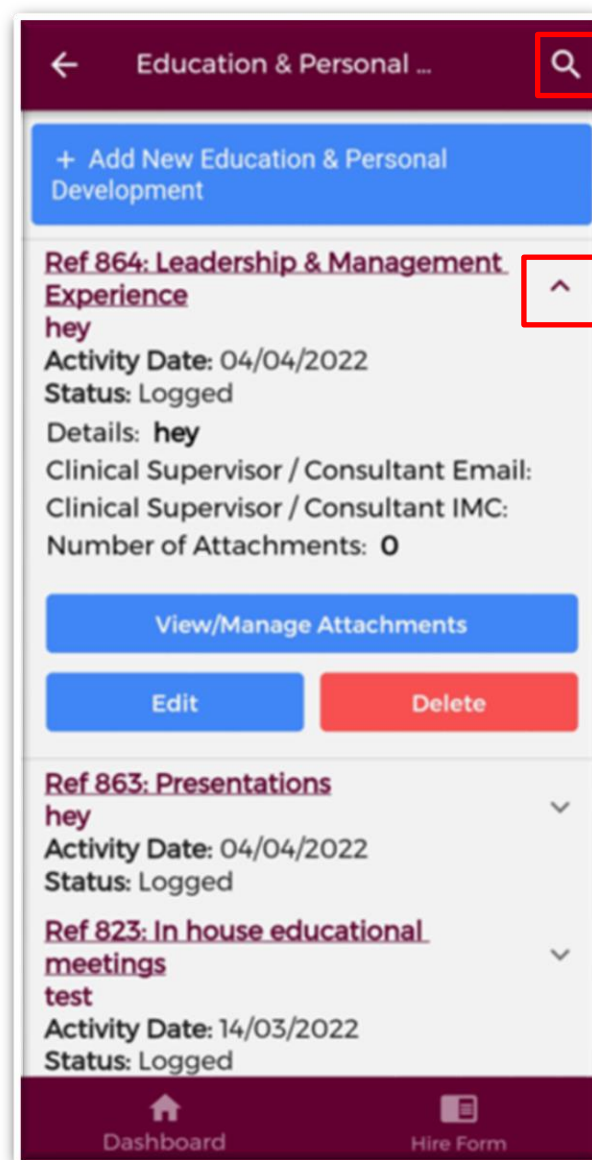 Education & Personal ...
+ Add New Education & Personal
Development
Ref 864: Leadership & Management
Experience
hey
Activity Date: 04/04/2022
Status: Logged
Details: hey
Clinical Supervisor / Consultant Email:
Clinical Supervisor / Consultant IMC:
Number of Attachments: 0
View/Manage Attachments
Edit Delete
Ref 863: Presentations
hey
Activity Date: 04/04/2022
Status: Logged
Ref 823: In house educational
meetings
test
Activity Date: 14/03/2022
Status: Logged
Dashboard Hire Form